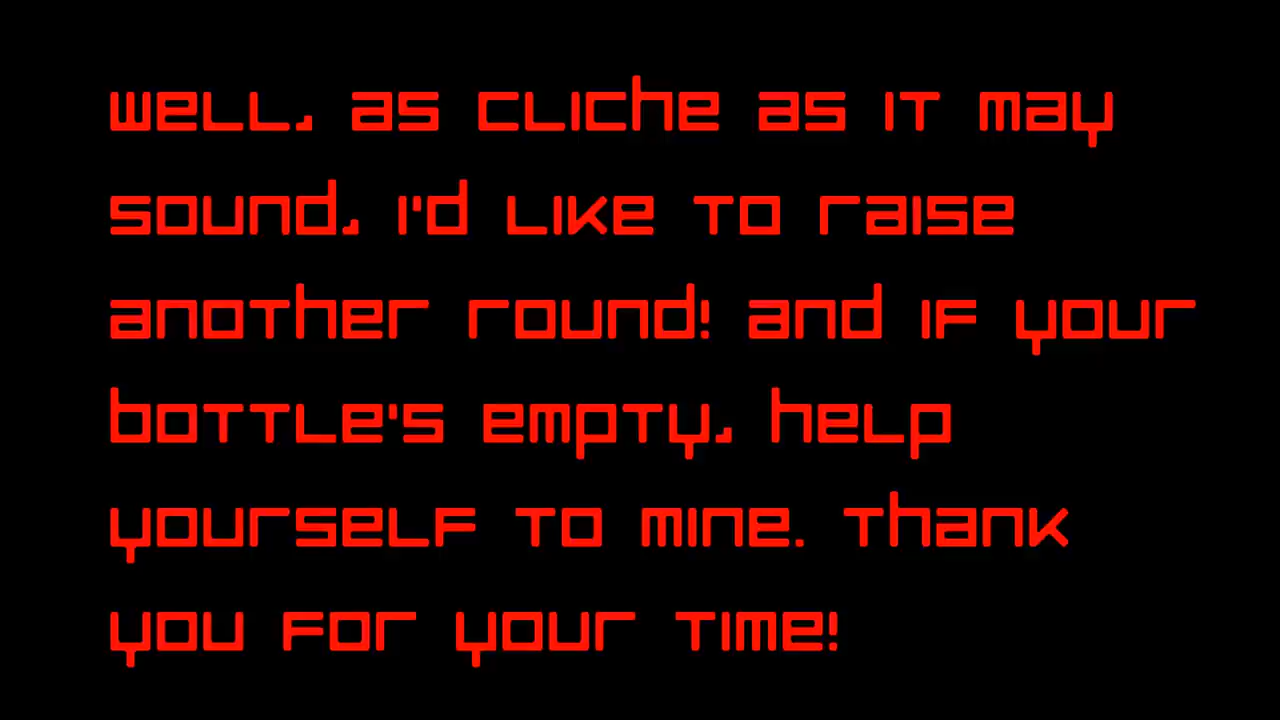 well, as cliche as it may
sound, i'd like to raise
another round! and if your
bottle's empty, help
yourself to mine. thank
you for your time!